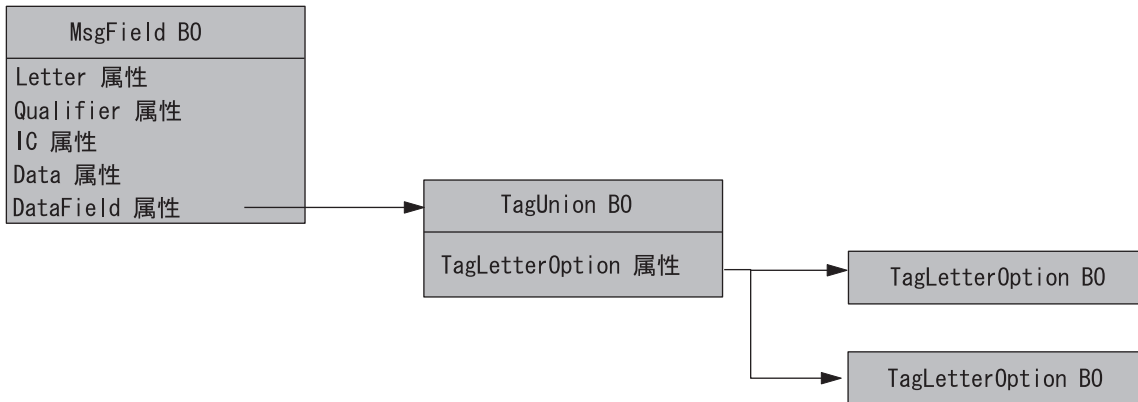 MsgField BO
Letter 属性
Qualifier 属性
IC 属性
Data 属性
DataField 属性
TagUnion BO
TagLetterOption 属性
TagLetterOption BO
TagLetterOption BO